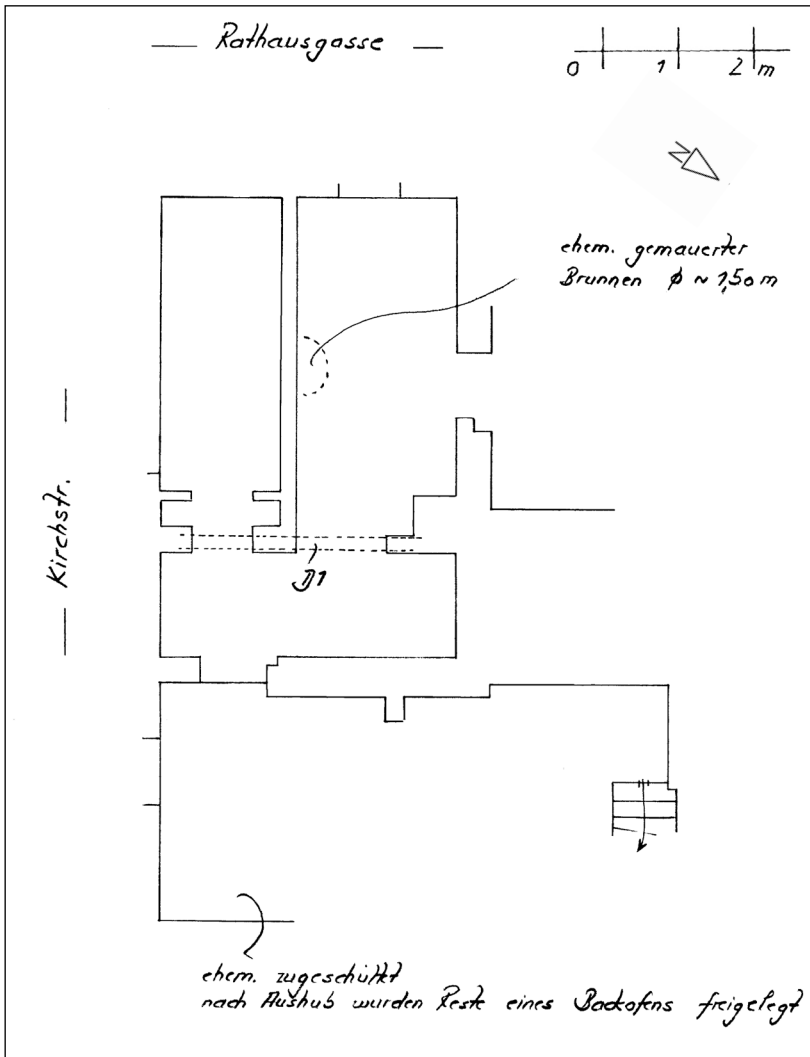 Rathausgasse
0 1 2 m
N
ehem. gemauerter
Brunnen ϕ ~ 1,50 m
Kirchstr.
D1
ehem. zugeschüttet
nach Aushub wurden Reste eines Backofens freigelegt